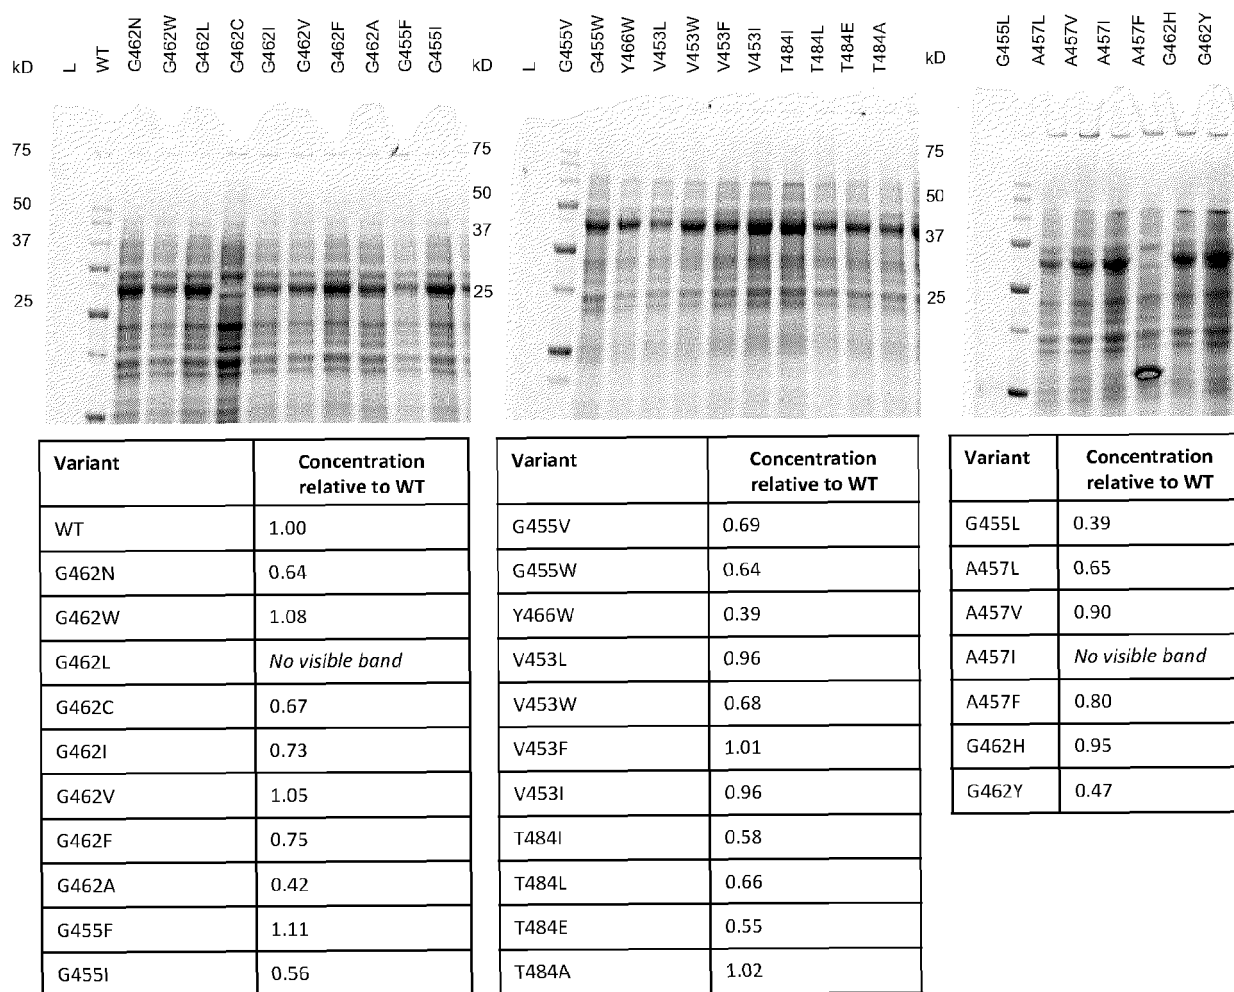 kD L WT G462N G462W G462L G462C G462I G462V G462F G462A G455F G455I
75
50
37
25
kD L G455V G455W Y466W V453L V453W V453F V453I T484I T484L T484E T484A
75
50
37
25
kD G455L A457L A457V A457I A457F G462H G462Y
75
50
37
25
Variant Concentration
relative to WT
WT 1.00
G462N 0.64
G462W 1.08
G462L No visible band
G462C 0.67
G462I 0.73
G462V 1.05
G462F 0.75
G462A 0.42
G455F 1.11
G455I 0.56
Variant Concentration
relative to WT
G455V 0.69
G455W 0.64
Y466W 0.39
V453L 0.96
V453W 0.68
V453F 1.01
V453I 0.96
T484I 0.58
T484L 0.66
T484E 0.55
T484A 1.02
Variant Concentration
relative to WT
G455L 0.39
A457L 0.65
A457V 0.90
A457I No visible band
A457F 0.80
G462H 0.95
G462Y 0.47